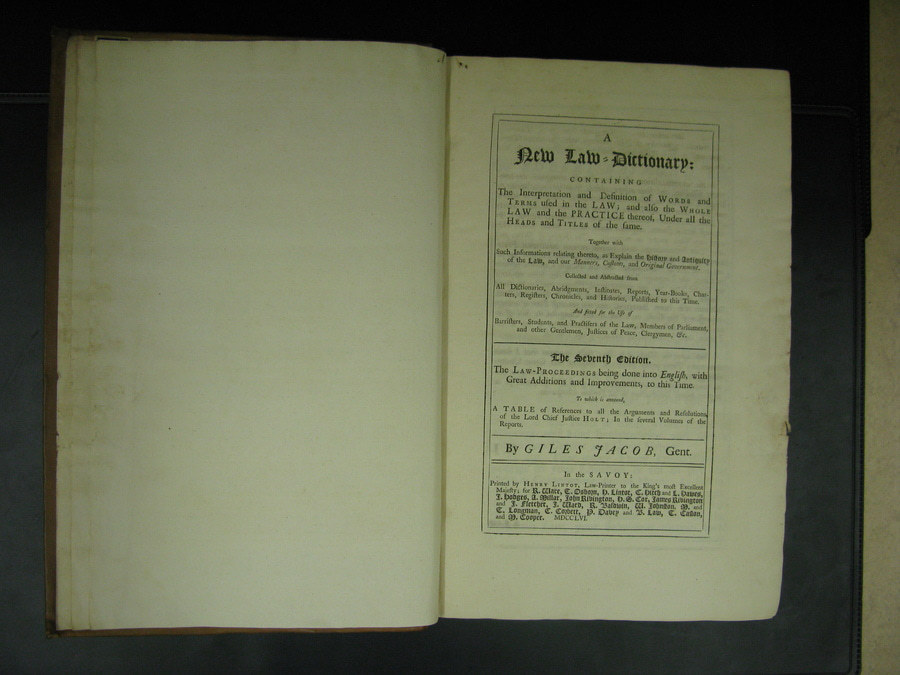 A
New Law-Dictionary:
CONTAINING
The Interpretation and Definition of WORDS and
TERMS uſed in the LAW; and alſo the WHOLE
LAW and the PRACTICE thereof, Under all the
HEADS and TITLES of the ſame.
Together with
Such Informations relating thereto, as Explain the Hiſtory and Antiquity
of the Law, and our Manners, Cuſtoms, and Original Government.
Collected and Abſtracted from
All Dictionaries, Abridgments, Inſtitutes, Reports, Year-Books, Char-
ters, Regiſters, Chronicles, and Hiſtories, Publiſhed to this Time.
And fitted for the Uſe of
Barriſters, Students, and Practiſers of the Law, Members of Parliament,
and other Gentlemen, Juſtices of Peace, Clergymen, &c.
The Seventh Edition.
The LAW-PROCEEDINGS being done into Engliſh, with
Great Additions and Improvements, to this Time.
To which is annexed,
A TABLE of References to all the Arguments and Reſolutions
of the Lord Chief Juſtice HOLT; In the ſeveral Volumes of the
Reports.
By GILES JACOB, Gent.
In the SAVOY:
Printed by HENRY LINTOT, Law-Printer to the King's moſt Excellent
Majeſty; for R. Ware, T. Osborn, H. Lintot, C. Hitch and L. Hawes,
J. Hodges, A. Millar, John Rivington, H. S. Cox, James Rivington
and J. Fletcher, J. Ward, R. Baldwin, W. Johnſton, M. and
T. Longman, C. Corbett, P. Davey and B. Law, T. Caſlon,
and M. Cooper. MDCCLVI.